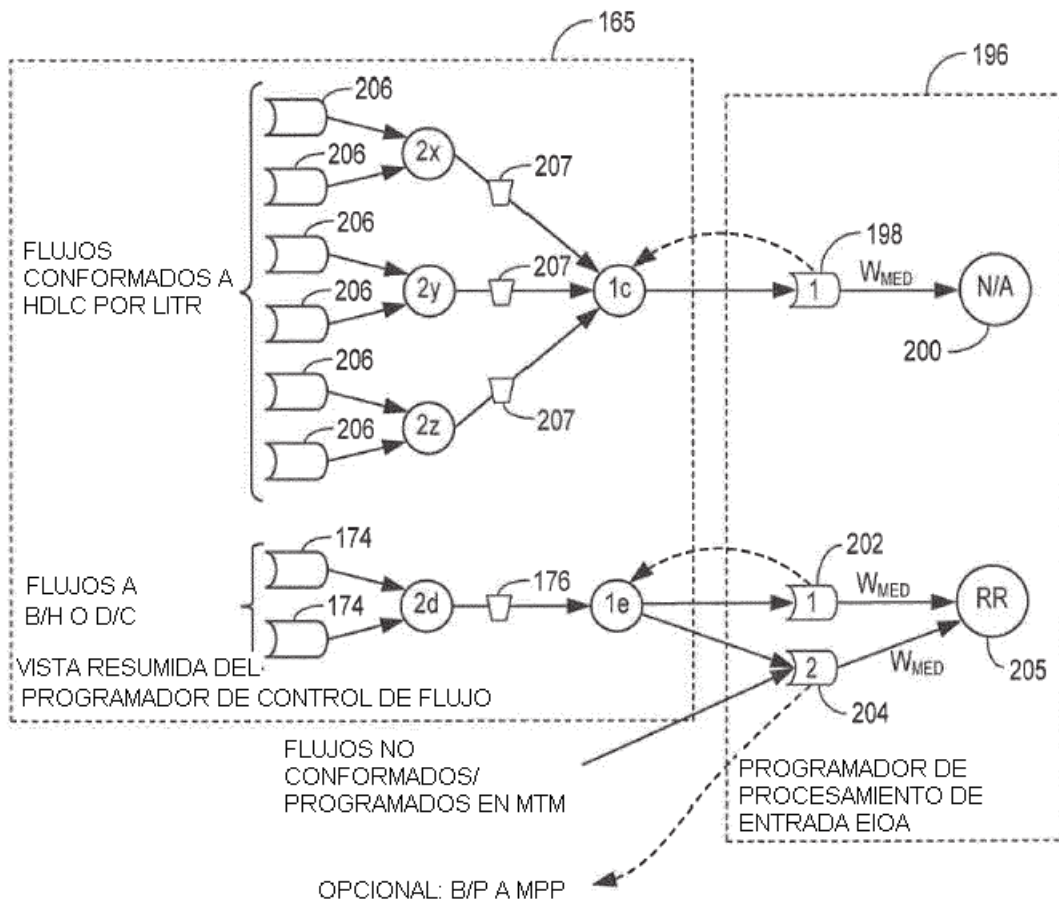 165
196
206
2x
206
207
206
198
FLUJOS
CONFORMADOS A
HDLC POR LITR
2y
207
1c
1
WMED
N/A
206
200
206
207
2z
206
174
202
FLUJOS A
B/H O D/C
176
1
WMED
2d
1e
RR
174
2
WMED
205
204
VISTA RESUMIDA DEL
PROGRAMADOR DE CONTROL DE FLUJO
FLUJOS NO
CONFORMADOS/
PROGRAMADOS EN MTM
PROGRAMADOR DE
PROCESAMIENTO DE
ENTRADA EIOA
OPCIONAL: B/P A MPP